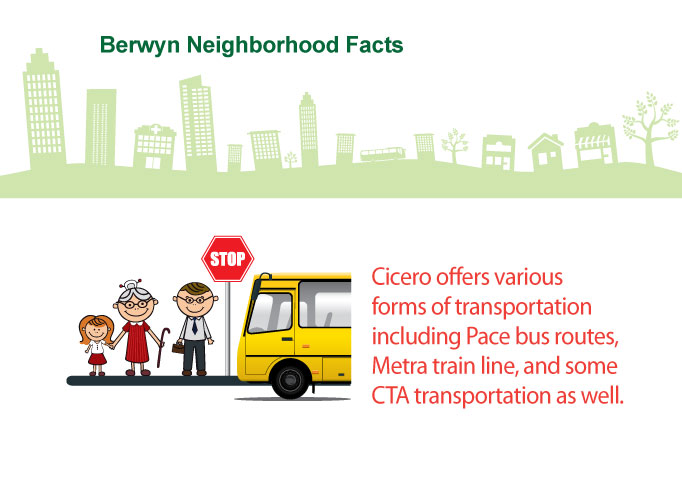 Berwyn Neighborhood Facts
STOP
Cicero offers various
forms of transportation
including Pace bus routes,
Metra train line, and some
CTA transportation as well.